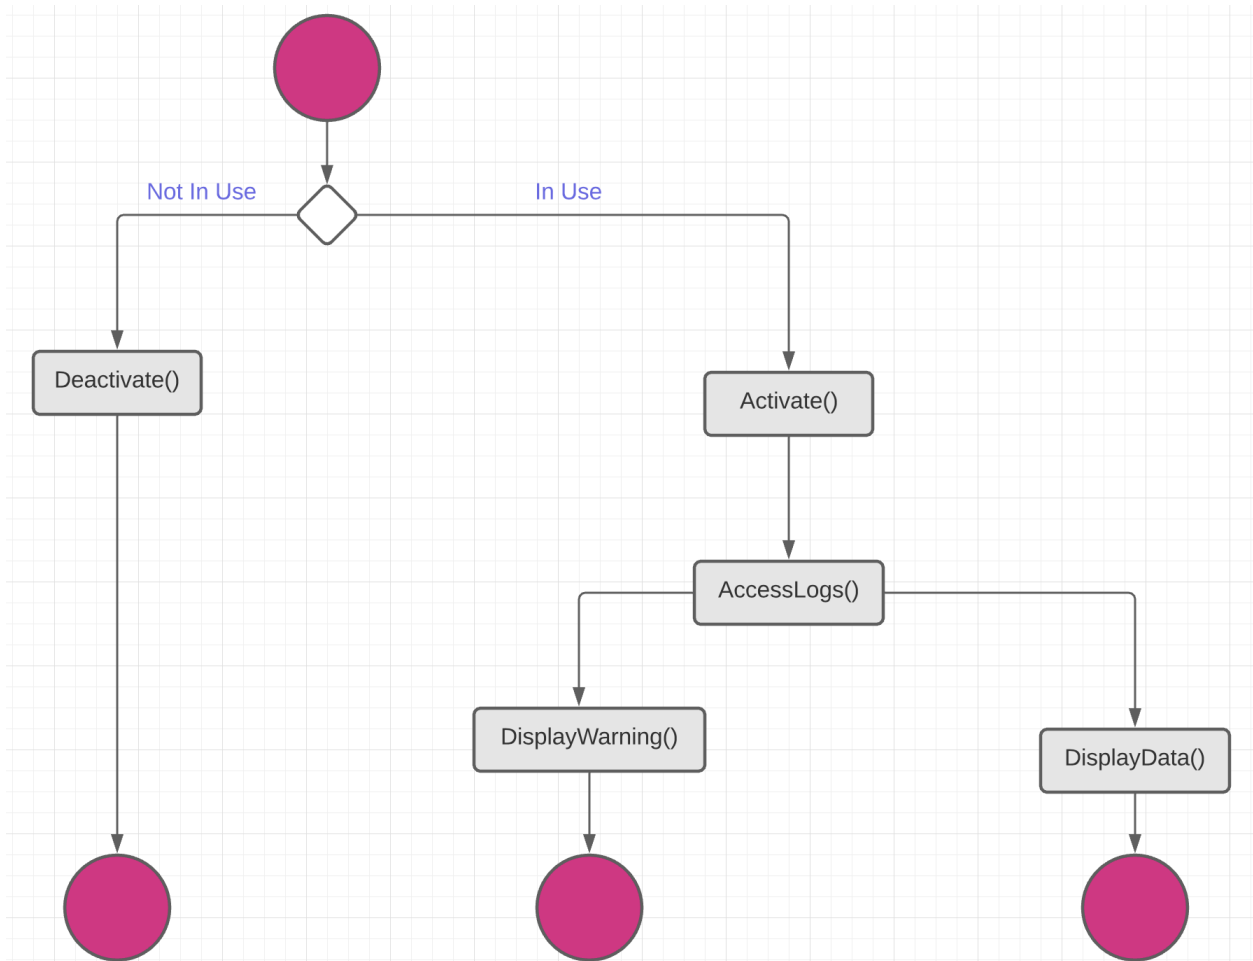 Not In Use
In Use
Deactivate()
Activate()
AccessLogs()
DisplayWarning()
DisplayData()